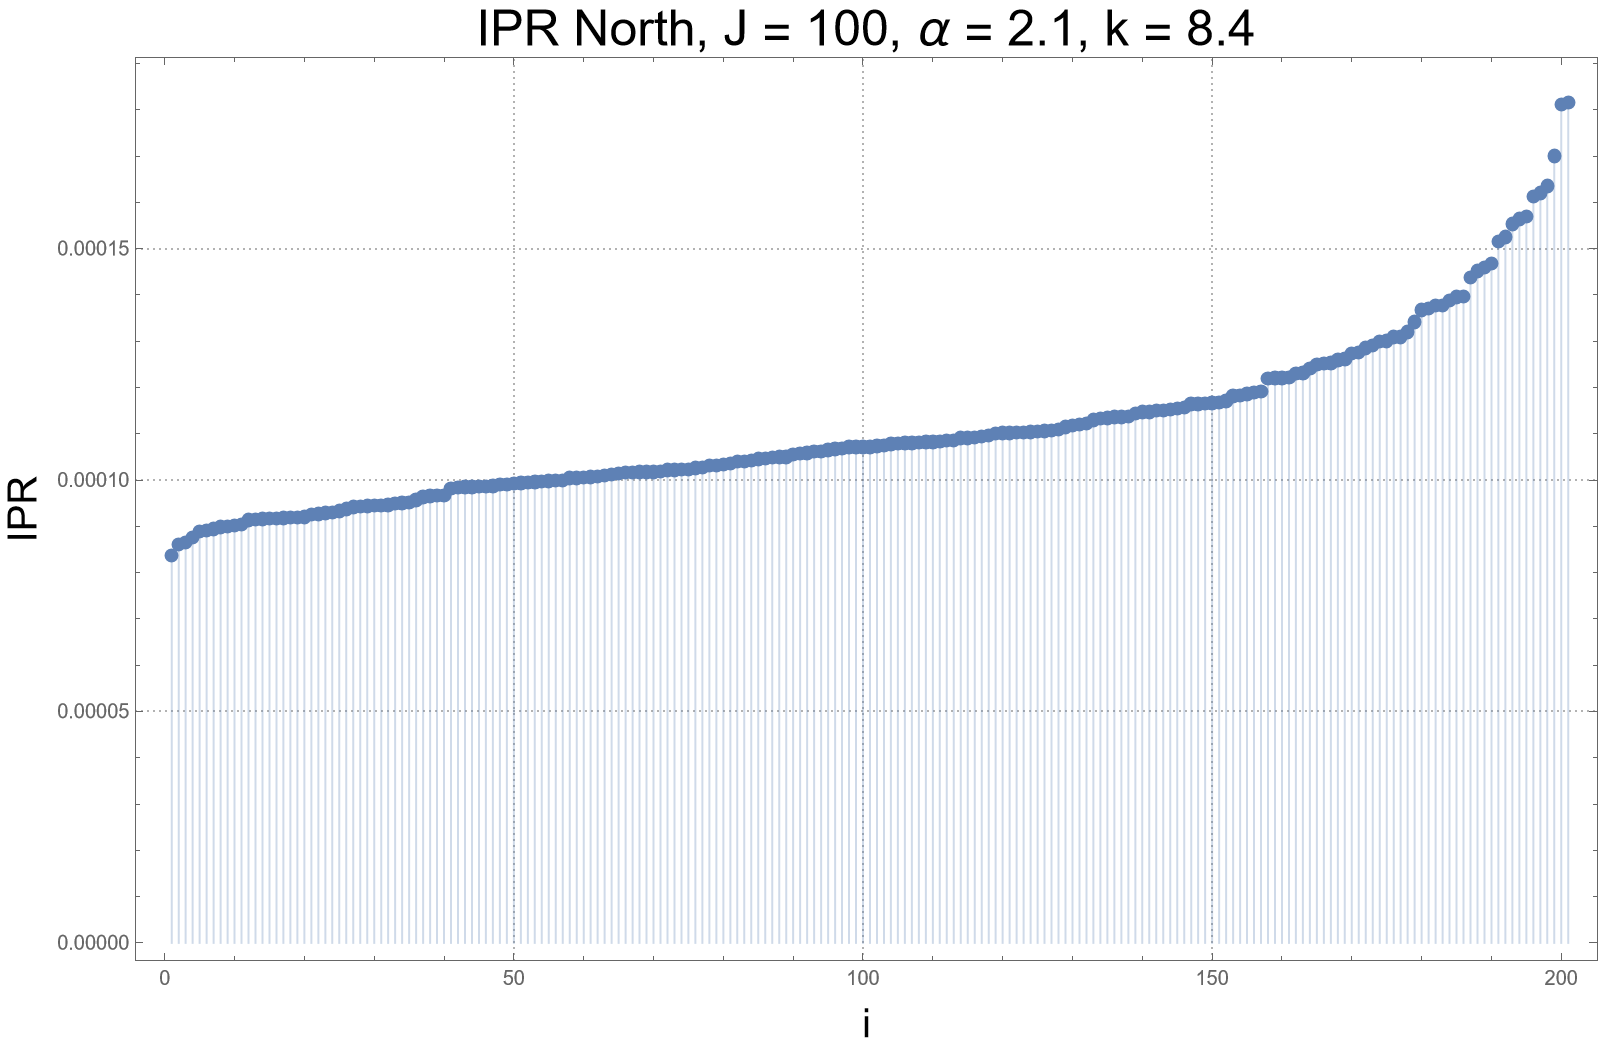 IPR North, J = 100, α = 2.1, k = 8.4
0.00015
0.00010
0.00005
0.00000
IPR
0 50 100 150 200
i